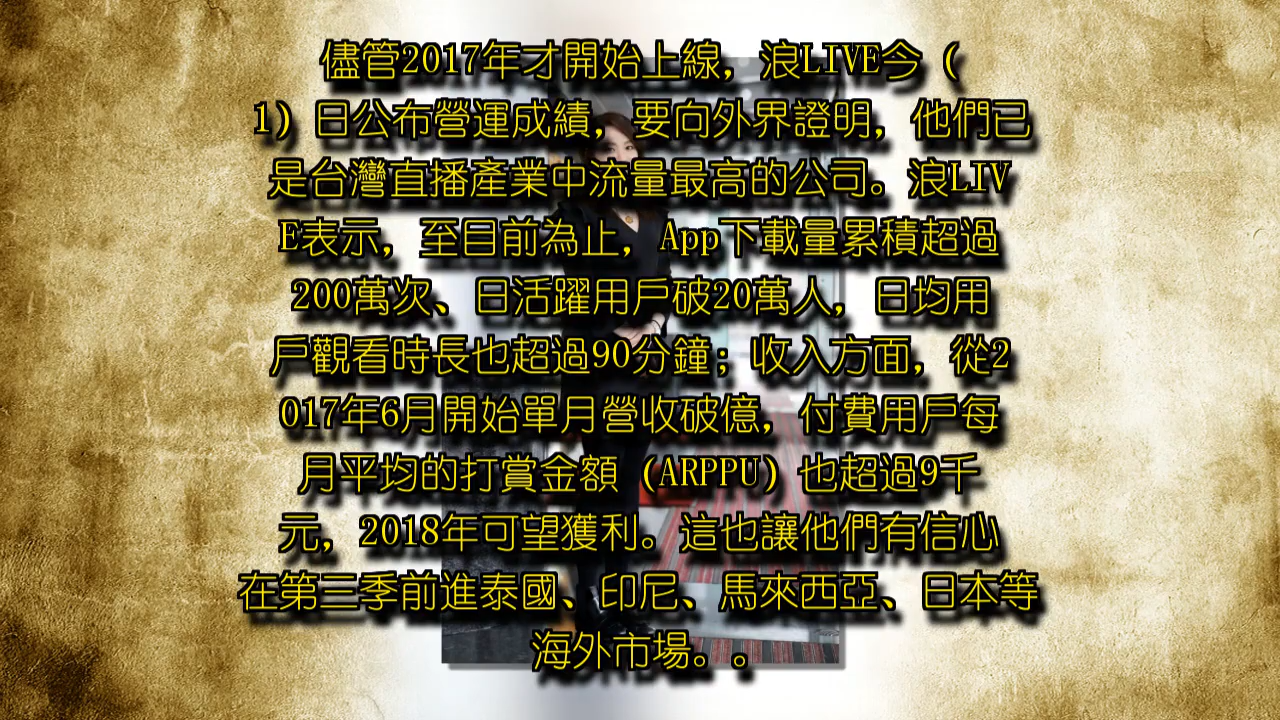 儘管2017年才開始上線，浪LIVE今（
1）日公布營運成績，要向外界證明，他們已
是台灣直播產業中流量最高的公司。浪LIV
E表示，至目前為止，App下載量累積超過
200萬次、日活躍用戶破20萬人，日均用
戶觀看時長也超過90分鐘；收入方面，從2
017年6月開始單月營收破億，付費用戶每
月平均的打賞金額（ARPPU）也超過9千
元，2018年可望獲利。這也讓他們有信心
在第三季前進泰國、印尼、馬來西亞、日本等
海外市場。。